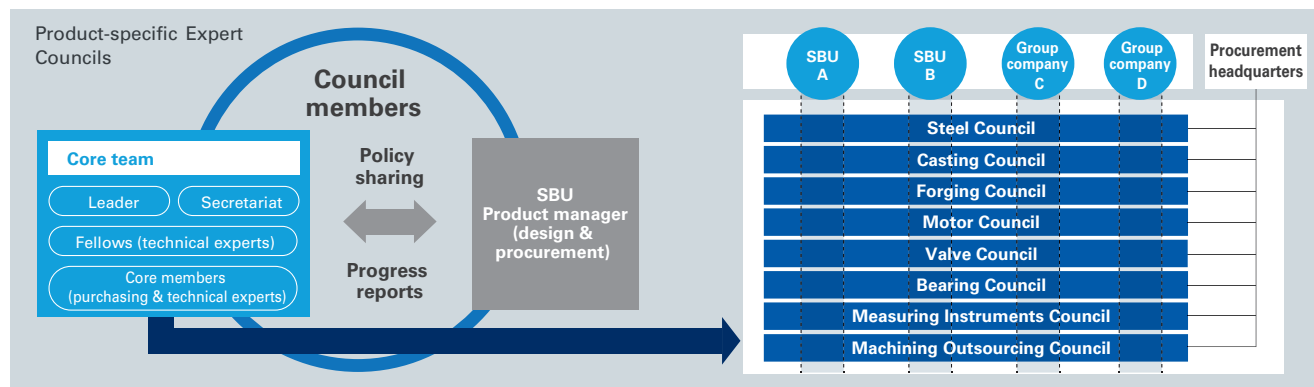 Product-specific Expert
Councils
Council
members
Core team
Leader
Secretariat
Fellows (technical experts)
Core members
(purchasing & technical experts)
Policy
sharing
Progress
reports
SBU
Product manager
(design &
procurement)
SBU
A
SBU
B
Group
company
C
Group
company
D
Procurement
headquarters
Steel Council
Casting Council
Forging Council
Motor Council
Valve Council
Bearing Council
Measuring Instruments Council
Machining Outsourcing Council